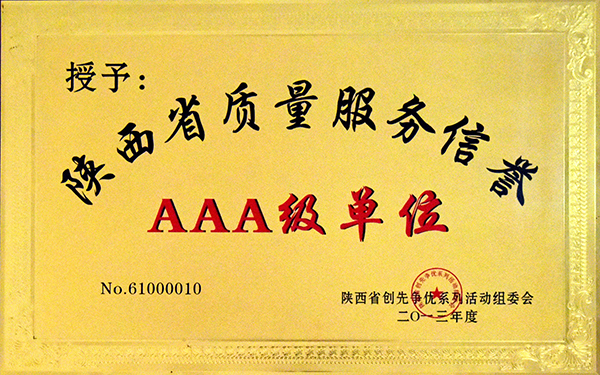 授予：
陕西省质量服务信誉
AAA级单位
No.61000010
陕西省创先争优系列活动组委会
二〇一三年度